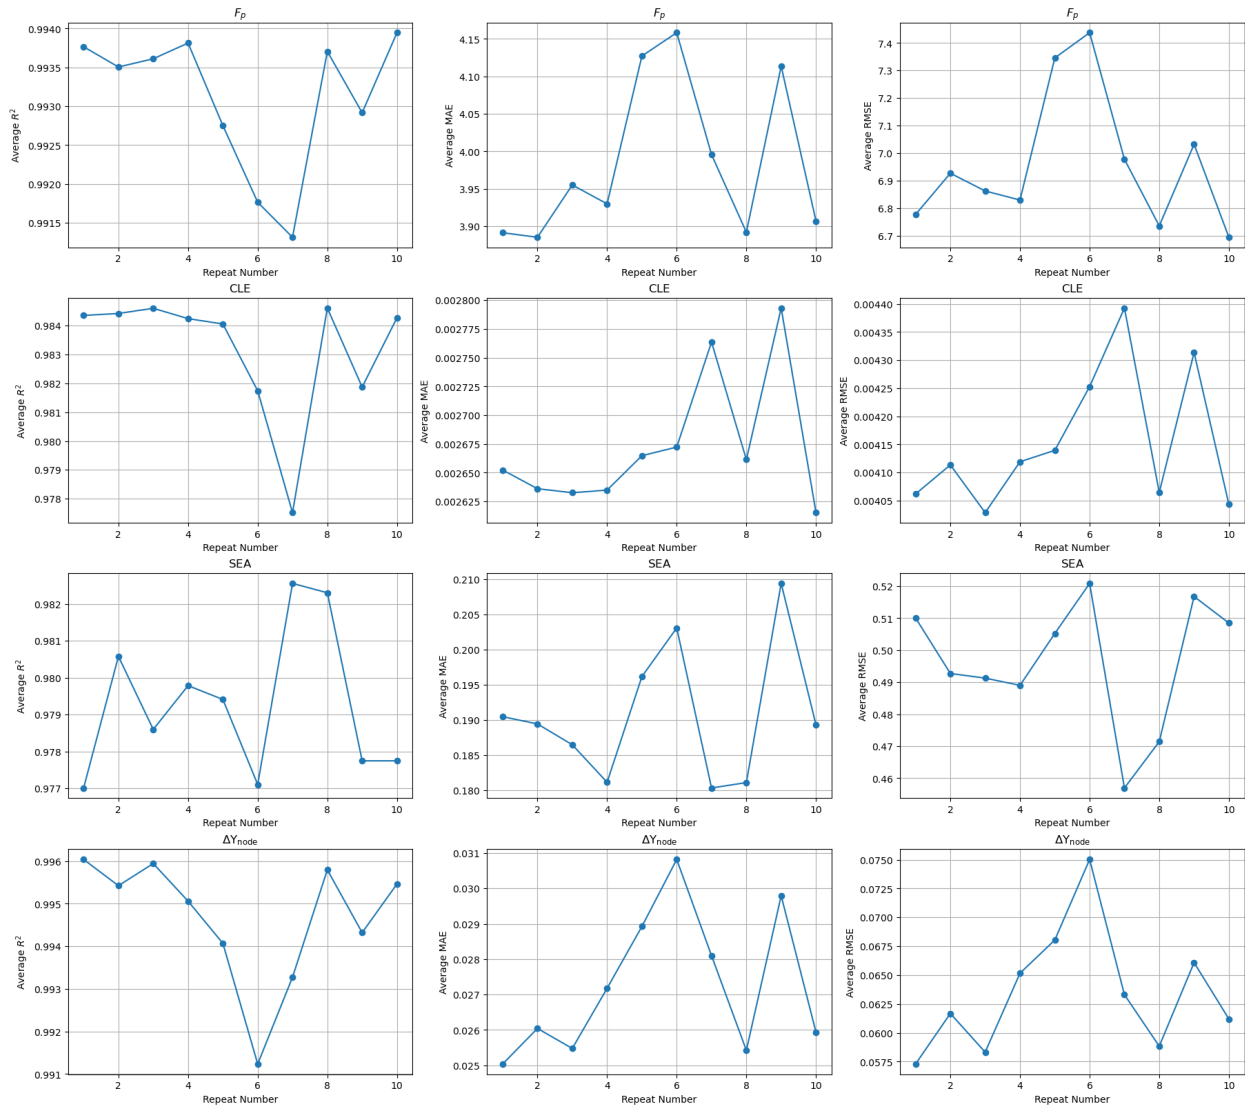 F_p
0.9940
0.9935
0.9930
0.9925
0.9920
0.9915
Average R²
2 4 6 8 10
Repeat Number
F_p
4.15
4.10
4.05
4.00
3.95
3.90
Average MAE
2 4 6 8 10
Repeat Number
F_p
7.4
7.3
7.2
7.1
7.0
6.9
6.8
6.7
Average RMSE
2 4 6 8 10
Repeat Number
CLE
0.984
0.983
0.982
0.981
0.980
0.979
0.978
Average R²
2 4 6 8 10
Repeat Number
CLE
0.002800
0.002775
0.002750
0.002725
0.002700
0.002675
0.002650
0.002625
Average MAE
2 4 6 8 10
Repeat Number
CLE
0.00440
0.00435
0.00430
0.00425
0.00420
0.00415
0.00410
0.00405
Average RMSE
2 4 6 8 10
Repeat Number
SEA
0.982
0.981
0.980
0.979
0.978
0.977
Average R²
2 4 6 8 10
Repeat Number
SEA
0.210
0.205
0.200
0.195
0.190
0.185
0.180
Average MAE
2 4 6 8 10
Repeat Number
SEA
0.52
0.51
0.50
0.49
0.48
0.47
0.46
Average RMSE
2 4 6 8 10
Repeat Number
ΔY_node
0.996
0.995
0.994
0.993
0.992
0.991
Average R²
2 4 6 8 10
Repeat Number
ΔY_node
0.031
0.030
0.029
0.028
0.027
0.026
0.025
Average MAE
2 4 6 8 10
Repeat Number
ΔY_node
0.0750
0.0725
0.0700
0.0675
0.0650
0.0625
0.0600
0.0575
Average RMSE
2 4 6 8 10
Repeat Number